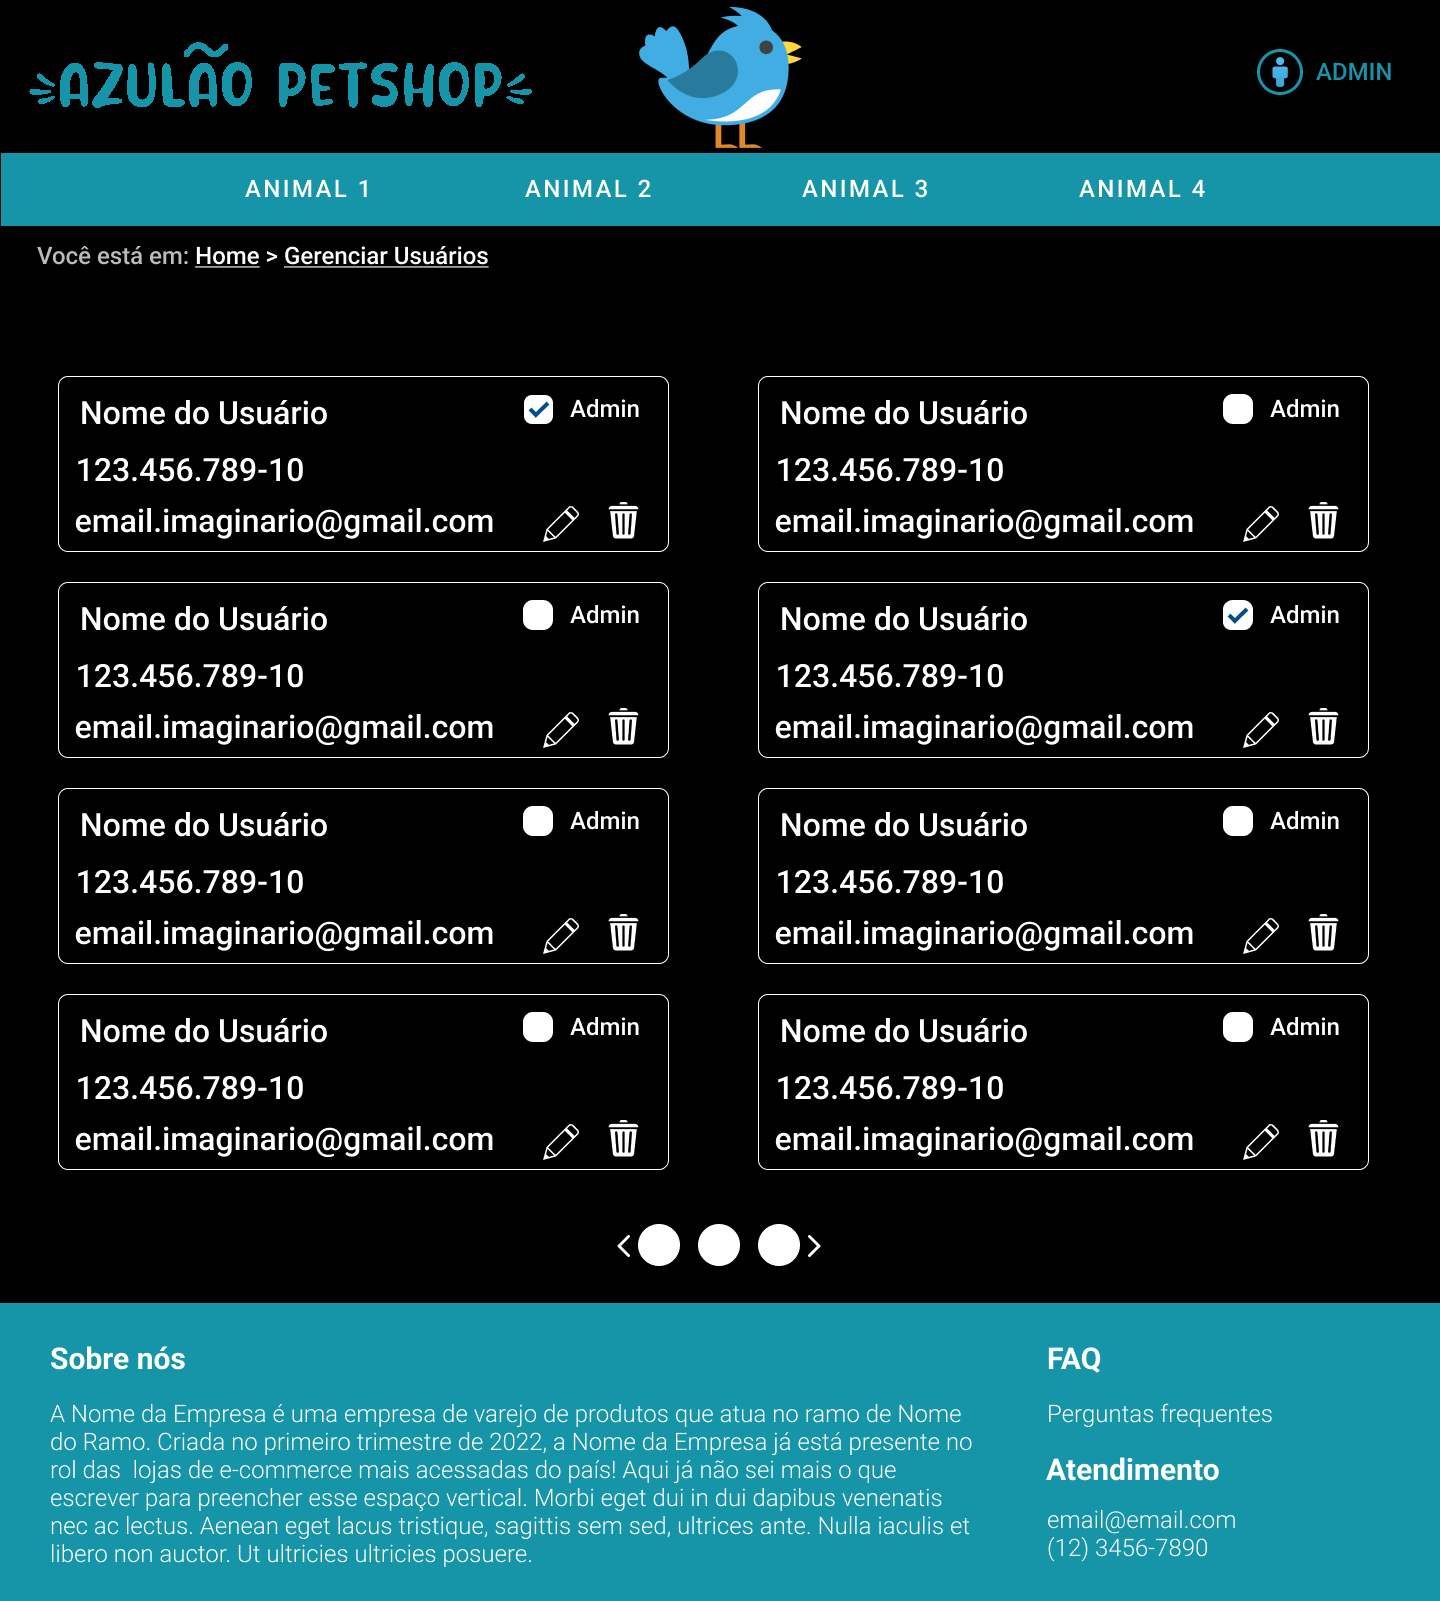 AZULÃO PETSHOP
ADMIN
ANIMAL 1
ANIMAL 2
ANIMAL 3
ANIMAL 4
Você está em: Home > Gerenciar Usuários
Nome do Usuário
Admin
123.456.789-10
email.imaginario@gmail.com
Nome do Usuário
Admin
123.456.789-10
email.imaginario@gmail.com
Nome do Usuário
Admin
123.456.789-10
email.imaginario@gmail.com
Nome do Usuário
Admin
123.456.789-10
email.imaginario@gmail.com
Nome do Usuário
Admin
123.456.789-10
email.imaginario@gmail.com
Nome do Usuário
Admin
123.456.789-10
email.imaginario@gmail.com
Nome do Usuário
Admin
123.456.789-10
email.imaginario@gmail.com
Nome do Usuário
Admin
123.456.789-10
email.imaginario@gmail.com
Sobre nós
A Nome da Empresa é uma empresa de varejo de produtos que atua no ramo de Nome
do Ramo. Criada no primeiro trimestre de 2022, a Nome da Empresa já está presente no
rol das  lojas de e-commerce mais acessadas do país! Aqui já não sei mais o que
escrever para preencher esse espaço vertical. Morbi eget dui in dui dapibus venenatis
nec ac lectus. Aenean eget lacus tristique, sagittis sem sed, ultrices ante. Nulla iaculis et
libero non auctor. Ut ultricies ultricies posuere.
FAQ
Perguntas frequentes
Atendimento
email@email.com
(12) 3456-7890